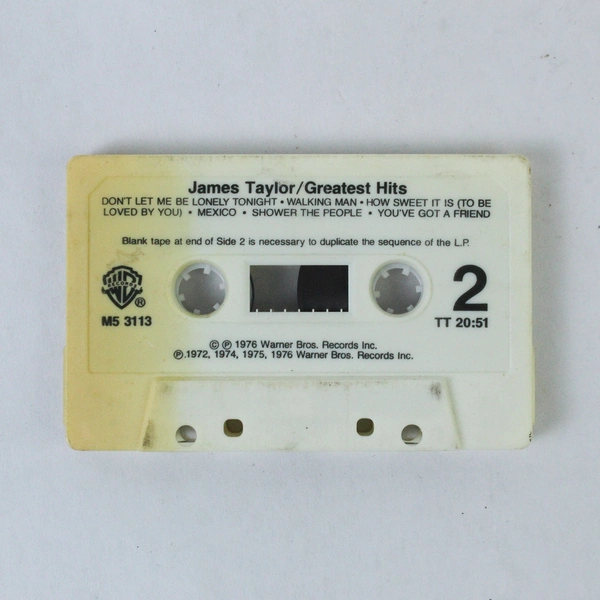 James Taylor/Greatest Hits
DON'T LET ME BE LONELY TONIGHT • WALKING MAN • HOW SWEET IT IS (TO BE
LOVED BY YOU) • MEXICO • SHOWER THE PEOPLE • YOU'VE GOT A FRIEND
Blank tape at end of Side 2 is necessary to duplicate the sequence of the L.P.
®
M5 3113
2
TT 20:51
© ℗ 1976 Warner Bros. Records Inc.
℗.1972, 1974, 1975, 1976 Warner Bros. Records Inc.